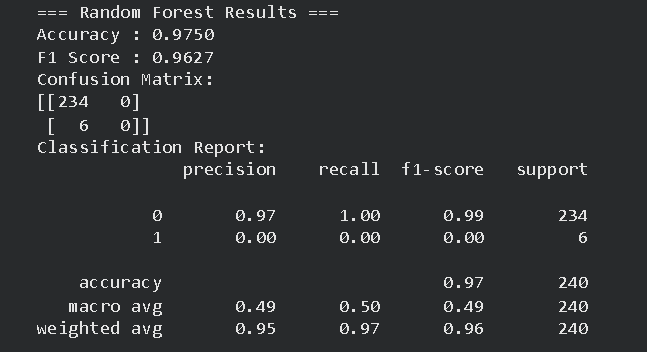 === Random Forest Results ===
Accuracy : 0.9750
F1 Score : 0.9627
Confusion Matrix:
[[234   0]
 [  6   0]]
Classification Report:
              precision    recall  f1-score   support

           0       0.97      1.00      0.99       234
           1       0.00      0.00      0.00         6

    accuracy                           0.97       240
   macro avg       0.49      0.50      0.49       240
weighted avg       0.95      0.97      0.96       240